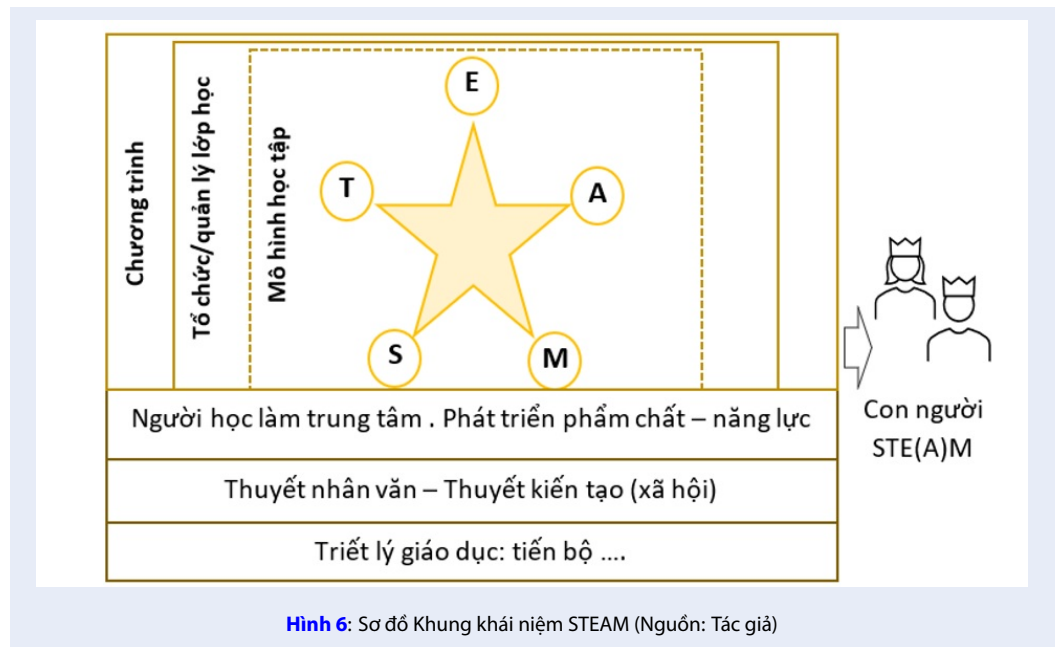 Chương trình
Tổ chức/quản lý lớp học
Mô hình học tập
E
T
A
S
M
Người học làm trung tâm . Phát triển phẩm chất – năng lực
Thuyết nhân văn – Thuyết kiến tạo (xã hội)
Triết lý giáo dục: tiến bộ ....
Con người
STE(A)M
Hình 6: Sơ đồ Khung khái niệm STEAM (Nguồn: Tác giả)